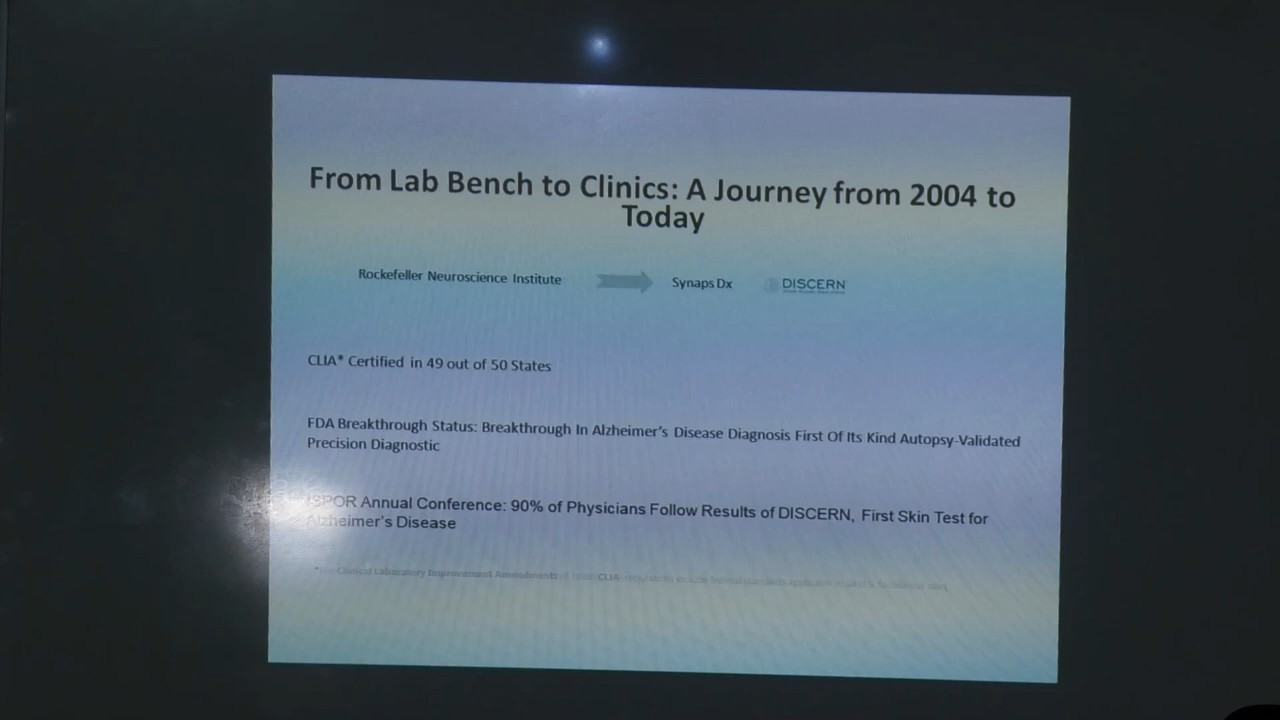 From Lab Bench to Clinics: A Journey from 2004 to
Today
Rockefeller Neuroscience Institute
Synaps Dx
DISCERN
CLIA* Certified in 49 out of 50 States
FDA Breakthrough Status: Breakthrough In Alzheimer's Disease Diagnosis First Of Its Kind Autopsy-Validated
Precision Diagnostic
ISPOR Annual Conference: 90% of Physicians Follow Results of DISCERN, First Skin Test for
Alzheimer's Disease
Clinical Laboratory Improvement Amendments CLIA